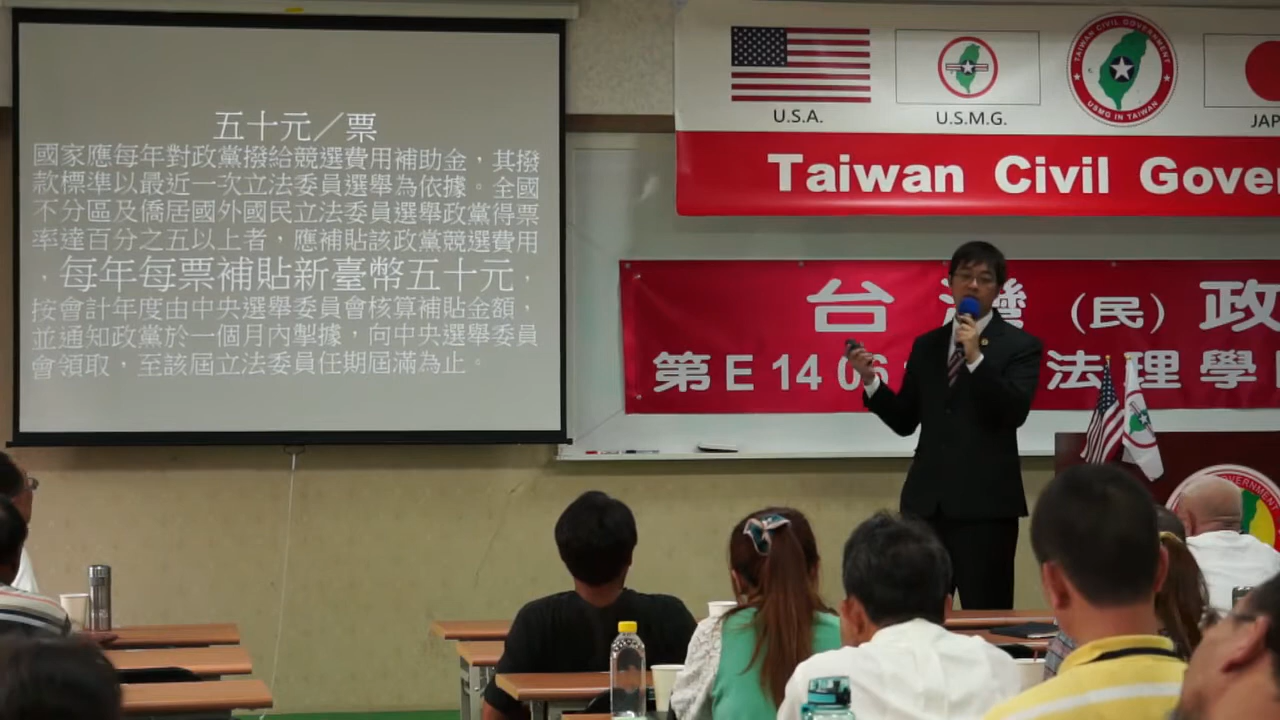 五十元／票
國家應每年對政黨撥給競選費用補助金，其撥
款標準以最近一次立法委員選舉為依據。全國
不分區及僑居國外國民立法委員選舉政黨得票
率達百分之五以上者，應補貼該政黨競選費用
，每年每票補貼新臺幣五十元，
按會計年度由中央選舉委員會核算補貼金額，
並通知政黨於一個月內掣據，向中央選舉委員
會領取，至該屆立法委員任期屆滿為止。
U.S.A.
U.S.M.G.
TAIWAN CIVIL GOVERNMENT
USMG IN TAIWAN
JAP
Taiwan Civil Gove
台灣（民）政
第E 14 06
法理學